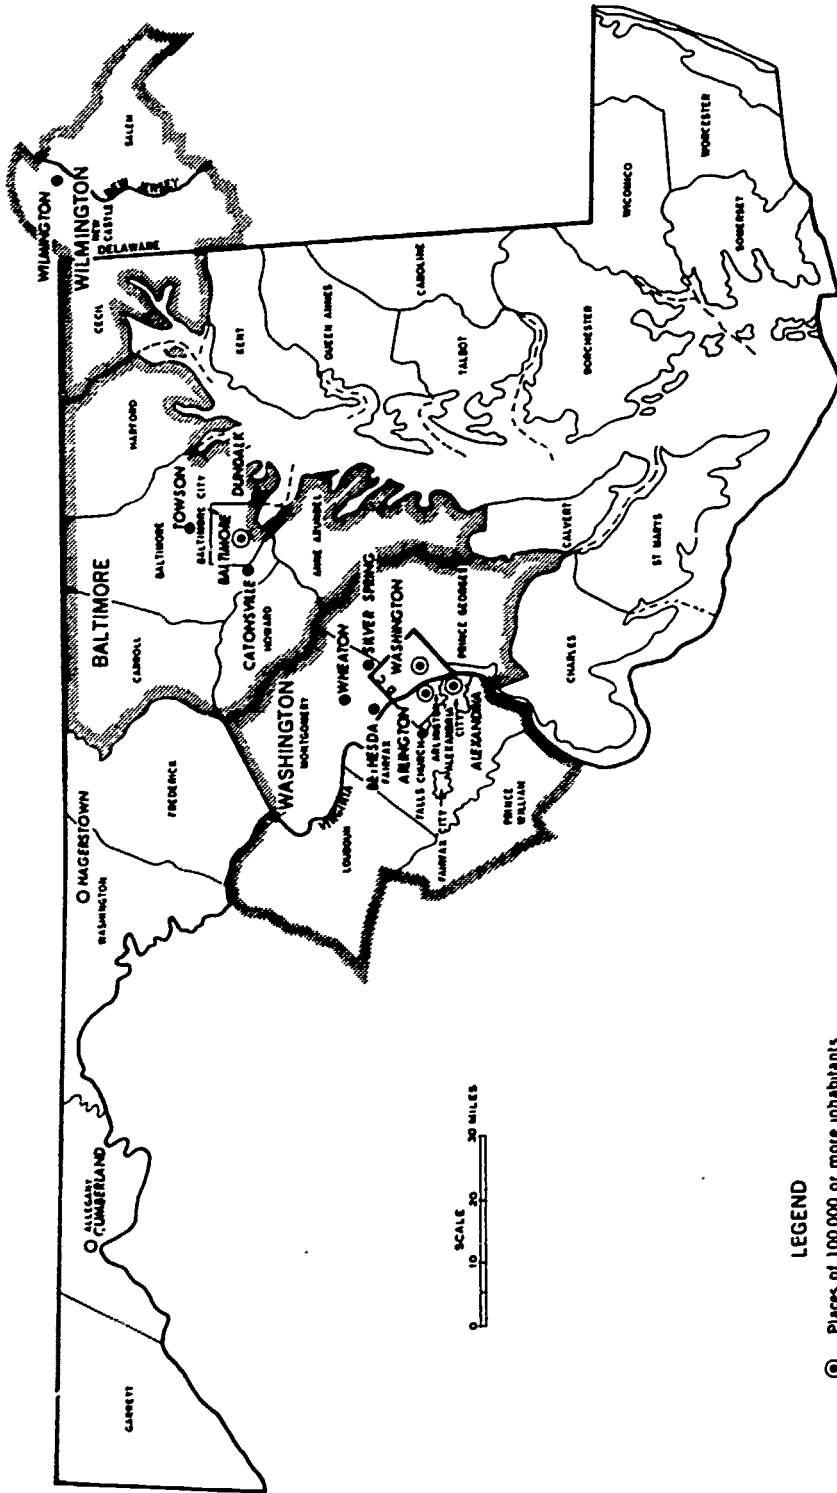 GARRETT
ALLEGANY
CUMBERLAND
HAGERSTOWN
WASHINGTON
FREDERICK
BALTIMORE
CARROLL
BALTIMORE
TOWSON
BALTIMORE CITY
BALTIMORE
DUNDALK
CATONSVILLE
HOWARD
HARFORD
CECIL
WILMINGTON
WILMINGTON
NEW
CASTLE
DELAWARE
NEW JERSEY
SALEM
KENT
QUEEN ANNES
CAROLINE
TALBOT
DORCHESTER
WICOMICO
WORCESTER
SOMERSET
ANNE ARUNDEL
CALVERT
ST MARYS
CHARLES
PRINCE GEORGES
WASHINGTON
MONTGOMERY
WHEATON
SILVER SPRING
WASHINGTON
BETHESDA
FAIRFAX
ARLINGTON
FALLS CHURCH
ARLINGTON
ALEXANDRIA
CITY
ALEXANDRIA
FAIRFAX CITY
VIRGINIA
LOUDOUN
PRINCE
WILLIAM
SCALE
0 10 20 30 MILES
LEGEND
Places of 100,000 or more inhabitants